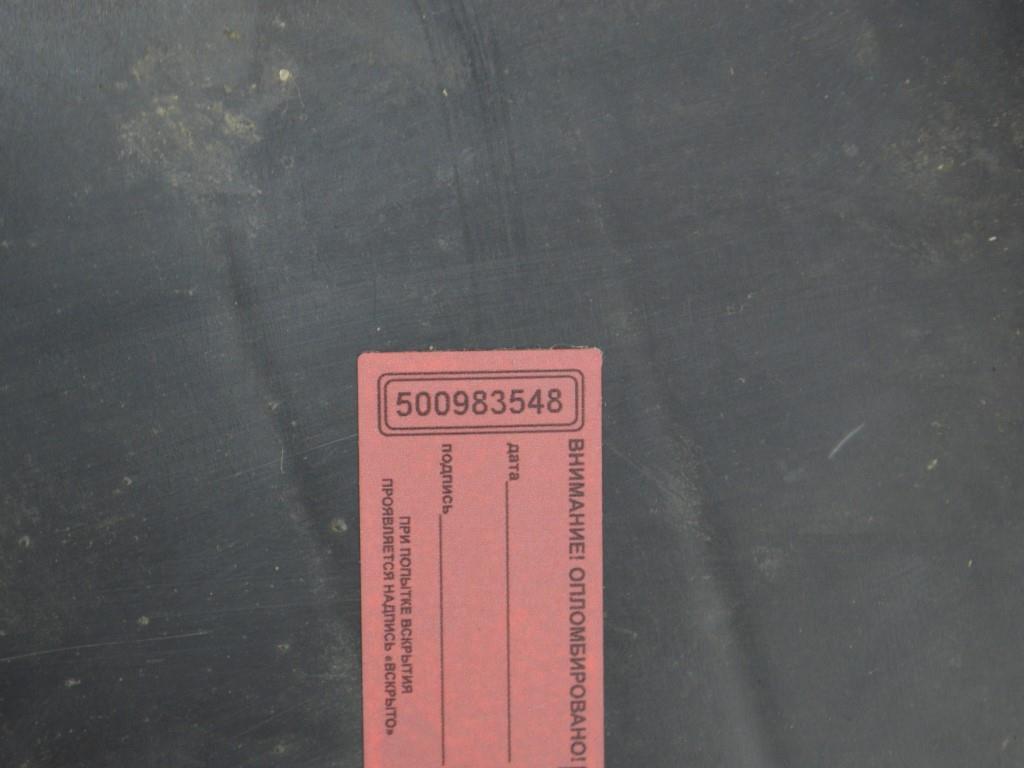 500983548
ВНИМАНИЕ! ОПЛОМБИРОВАНО!
дата
подпись
ПРИ ПОПЫТКЕ ВСКРЫТИЯ
ПРОЯВЛЯЕТСЯ НАДПИСЬ «ВСКРЫТО»